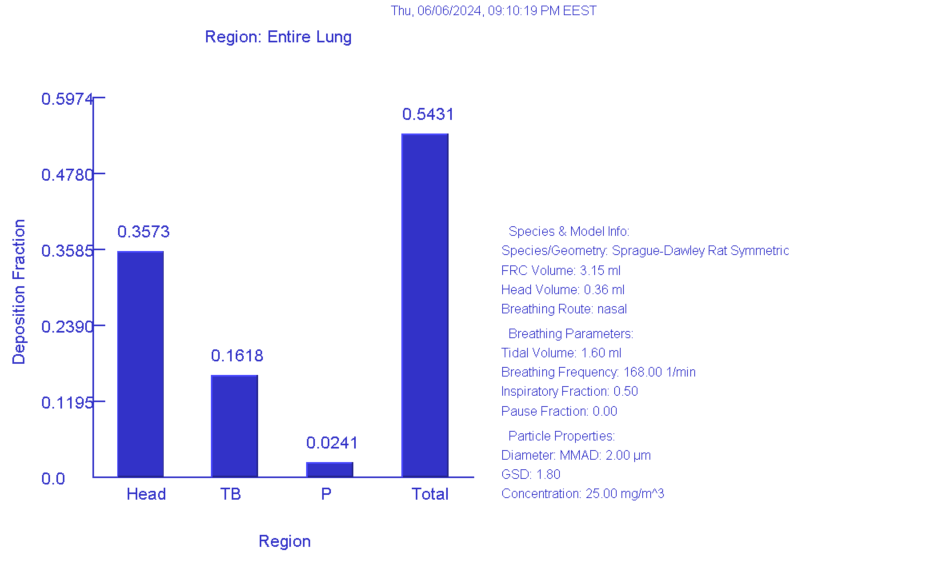 Thu, 06/06/2024, 09:10:19 PM EEST
Region: Entire Lung
0.5974
0.4780
0.3585
0.2390
0.1195
0.0
Deposition Fraction
0.3573
0.1618
0.0241
0.5431
Head
TB
P
Total
Region
Species & Model Info:
Species/Geometry: Sprague-Dawley Rat Symmetric
FRC Volume: 3.15 ml
Head Volume: 0.36 ml
Breathing Route: nasal
Breathing Parameters:
Tidal Volume: 1.60 ml
Breathing Frequency: 168.00 1/min
Inspiratory Fraction: 0.50
Pause Fraction: 0.00
Particle Properties:
Diameter: MMAD: 2.00 µm
GSD: 1.80
Concentration: 25.00 mg/m^3